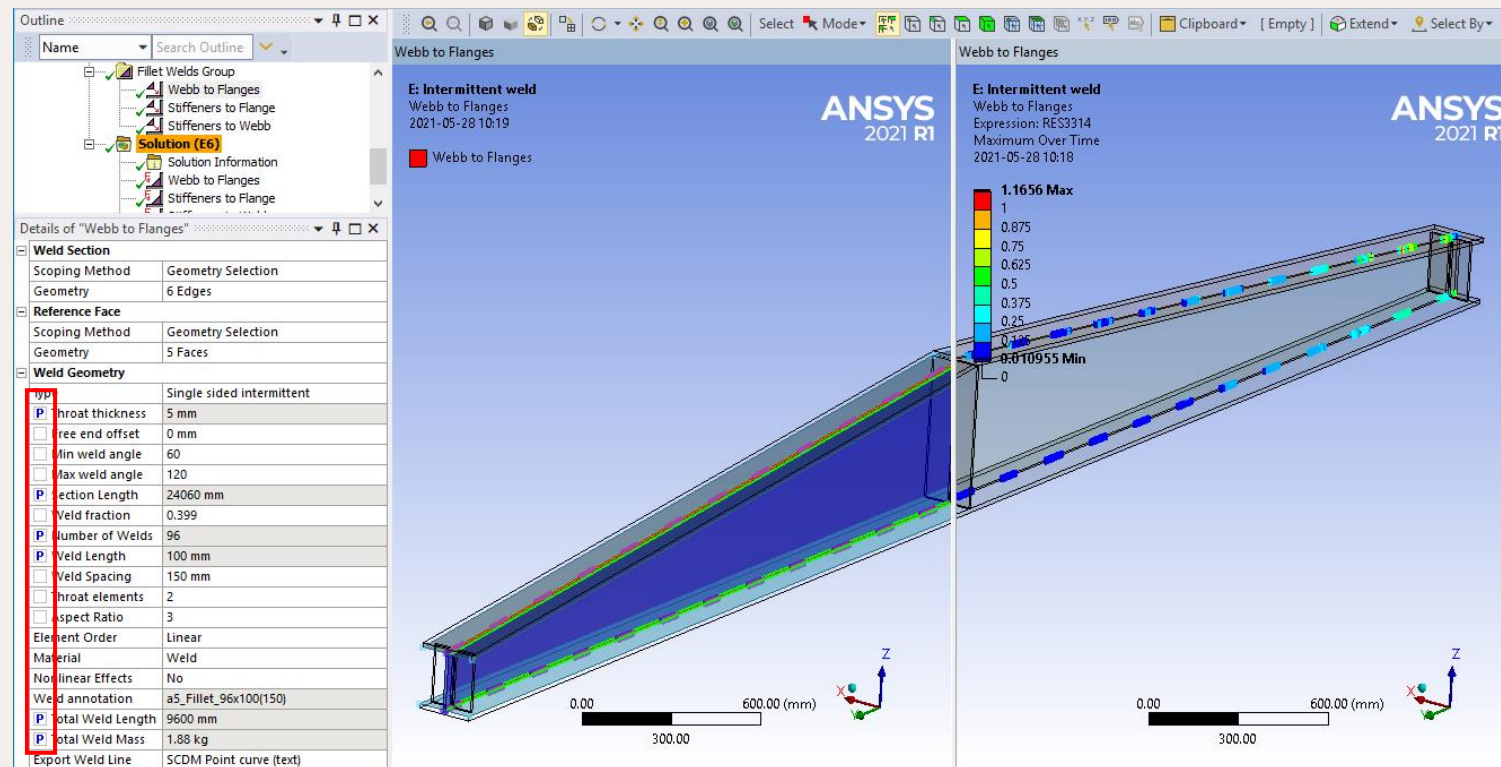 Outline
Name
Search Outline
Fillet Welds Group
Webb to Flanges
Stiffeners to Flange
Stiffeners to Webb
Solution (E6)
Solution Information
Webb to Flanges
Stiffeners to Flange
Details of "Webb to Flanges"
Weld Section
Scoping Method Geometry Selection
Geometry 6 Edges
Reference Face
Scoping Method Geometry Selection
Geometry 5 Faces
Weld Geometry
Type Single sided intermittent
P Throat thickness 5 mm
Free end offset 0 mm
Min weld angle 60
Max weld angle 120
P Section Length 24060 mm
Weld fraction 0.399
P Number of Welds 96
P Weld Length 100 mm
Weld Spacing 150 mm
Throat elements 2
Aspect Ratio 3
Element Order Linear
Material Weld
Nonlinear Effects No
Weld annotation a5_Fillet_96x100(150)
P Total Weld Length 9600 mm
P Total Weld Mass 1.88 kg
Export Weld Line SCDM Point curve (text)
Select Mode Clipboard [ Empty ] Extend Select By
Webb to Flanges
E: Intermittent weld
Webb to Flanges
2021-05-28 10:19
Webb to Flanges
ANSYS
2021 R1
0.00 600.00 (mm)
300.00
Z
X
Y
Webb to Flanges
E: Intermittent weld
Webb to Flanges
Expression: RES3314
Maximum Over Time
2021-05-28 10:18
ANSYS
2021 R1
1.1656 Max
1
0.875
0.75
0.625
0.5
0.375
0.25
0.010955 Min
0
0.00 600.00 (mm)
300.00
Z
X
Y